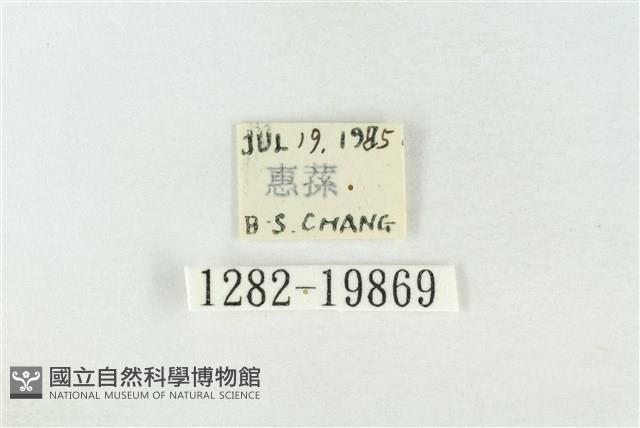 JUL 19. 1985
惠蓀
B.S. CHANG
1282-19869
國立自然科學博物館
NATIONAL MUSEUM OF NATURAL SCIENCE